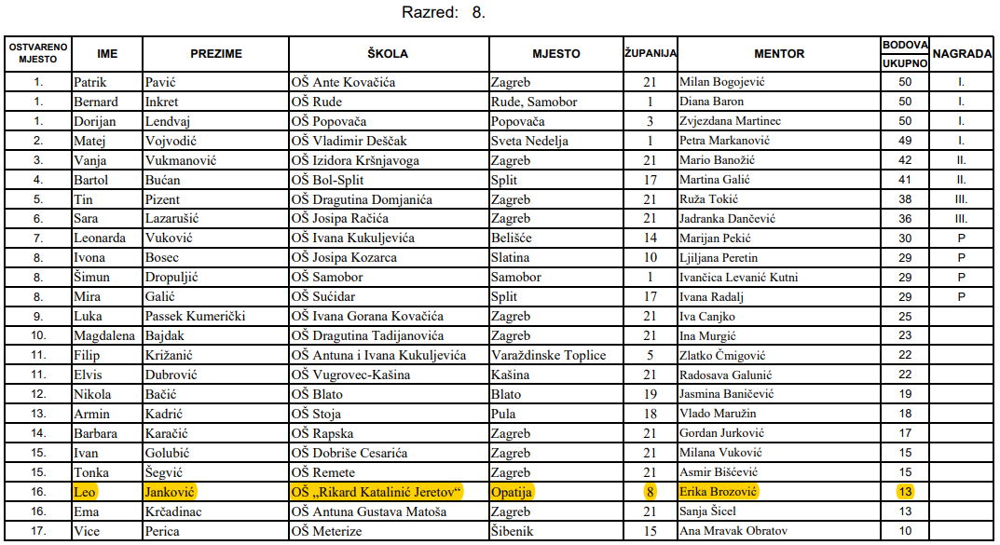 Razred: 8.
OSTVARENO MJESTO IME PREZIME ŠKOLA MJESTO ŽUPANIJA MENTOR BODOVA UKUPNO NAGRADA
1. Patrik Pavić OŠ Ante Kovačića Zagreb 21 Milan Bogojević 50 I.
1. Bernard Inkret OŠ Rude Rude, Samobor 1 Diana Baron 50 I.
1. Dorijan Lendvaj OŠ Popovača Popovača 3 Zvjezdana Martinec 50 I.
2. Matej Vojvodić OŠ Vladimir Deščak Sveta Nedelja 1 Petra Markanović 49 I.
3. Vanja Vukmanović OŠ Izidora Kršnjavoga Zagreb 21 Mario Banožić 42 II.
4. Bartol Bućan OŠ Bol-Split Split 17 Martina Galić 41 II.
5. Tin Pizent OŠ Dragutina Domjanića Zagreb 21 Ruža Tokić 38 III.
6. Sara Lazarušić OŠ Josipa Račića Zagreb 21 Jadranka Dančević 36 III.
7. Leonarda Vuković OŠ Ivana Kukuljevića Belišće 14 Marijan Pekić 30 P
8. Ivona Bosec OŠ Josipa Kozarca Slatina 10 Ljiljana Peretin 29 P
8. Šimun Dropuljić OŠ Samobor Samobor 1 Ivančica Levanić Kutni 29 P
8. Mira Galić OŠ Sućidar Split 17 Ivana Radalj 29 P
9. Luka Passek Kumerički OŠ Ivana Gorana Kovačića Zagreb 21 Iva Canjko 25
10. Magdalena Bajdak OŠ Dragutina Tadijanovića Zagreb 21 Ina Murgić 23
11. Filip Križanić OŠ Antuna i Ivana Kukuljevića Varaždinske Toplice 5 Zlatko Čmigović 22
11. Elvis Dubrović OŠ Vugrovec-Kašina Kašina 21 Radosava Galunić 22
12. Nikola Bačić OŠ Blato Blato 19 Jasmina Baničević 19
13. Armin Kadrić OŠ Stoja Pula 18 Vlado Maružin 18
14. Barbara Karačić OŠ Rapska Zagreb 21 Gordan Jurković 17
15. Ivan Golubić OŠ Dobriše Cesarića Zagreb 21 Milana Vuković 15
15. Tonka Šegvić OŠ Remete Zagreb 21 Asmir Bišćević 15
16. Leo Janković OŠ „Rikard Katalinić Jeretov“ Opatija 8 Erika Brozović 13
16. Ema Krčadinac OŠ Antuna Gustava Matoša Zagreb 21 Sanja Šicel 13
17. Vice Perica OŠ Meterize Šibenik 15 Ana Mravak Obratov 10